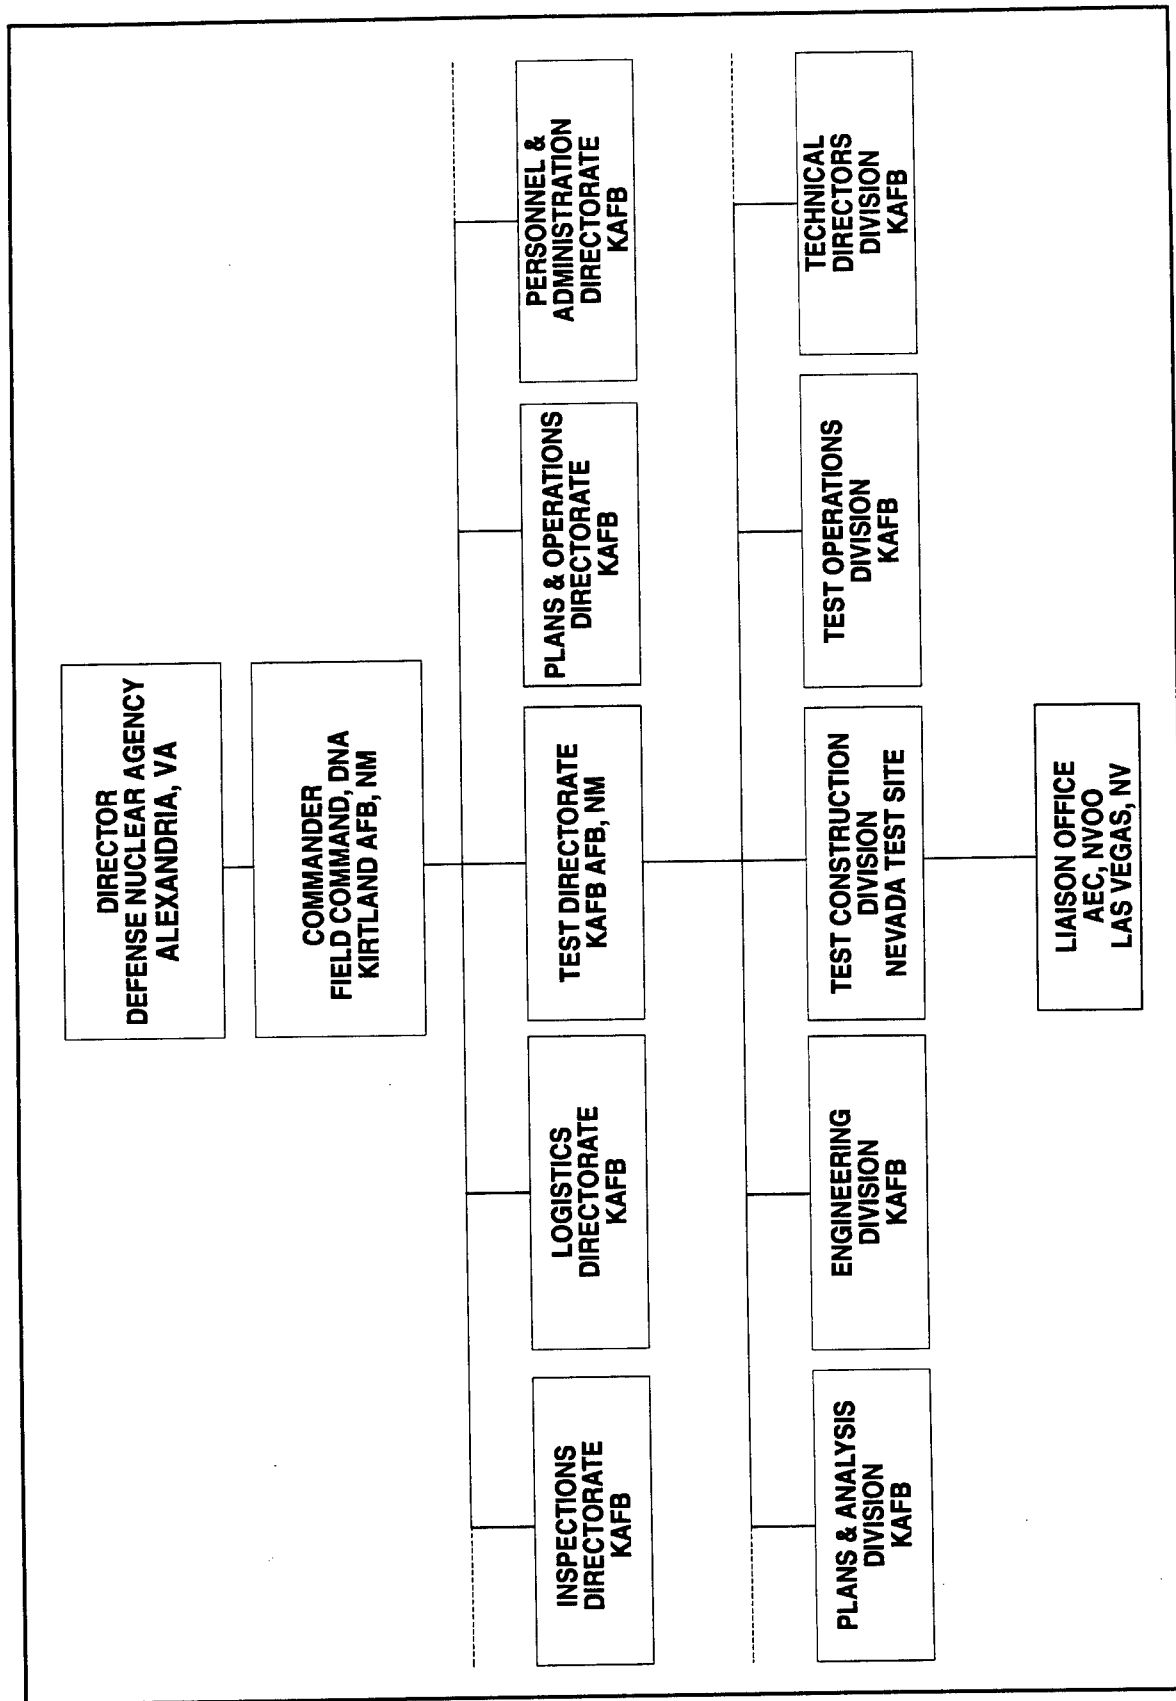 DIRECTOR
DEFENSE NUCLEAR AGENCY
ALEXANDRIA, VA
COMMANDER
FIELD COMMAND, DNA
KIRTLAND AFB, NM
INSPECTIONS
DIRECTORATE
KAFB
LOGISTICS
DIRECTORATE
KAFB
TEST DIRECTORATE
KAFB AFB, NM
PLANS & OPERATIONS
DIRECTORATE
KAFB
PERSONNEL &
ADMINISTRATION
DIRECTORATE
KAFB
PLANS & ANALYSIS
DIVISION
KAFB
ENGINEERING
DIVISION
KAFB
TEST CONSTRUCTION
DIVISION
NEVADA TEST SITE
TEST OPERATIONS
DIVISION
KAFB
TECHNICAL
DIRECTORS
DIVISION
KAFB
LIAISON OFFICE
AEC, NVOO
LAS VEGAS, NV